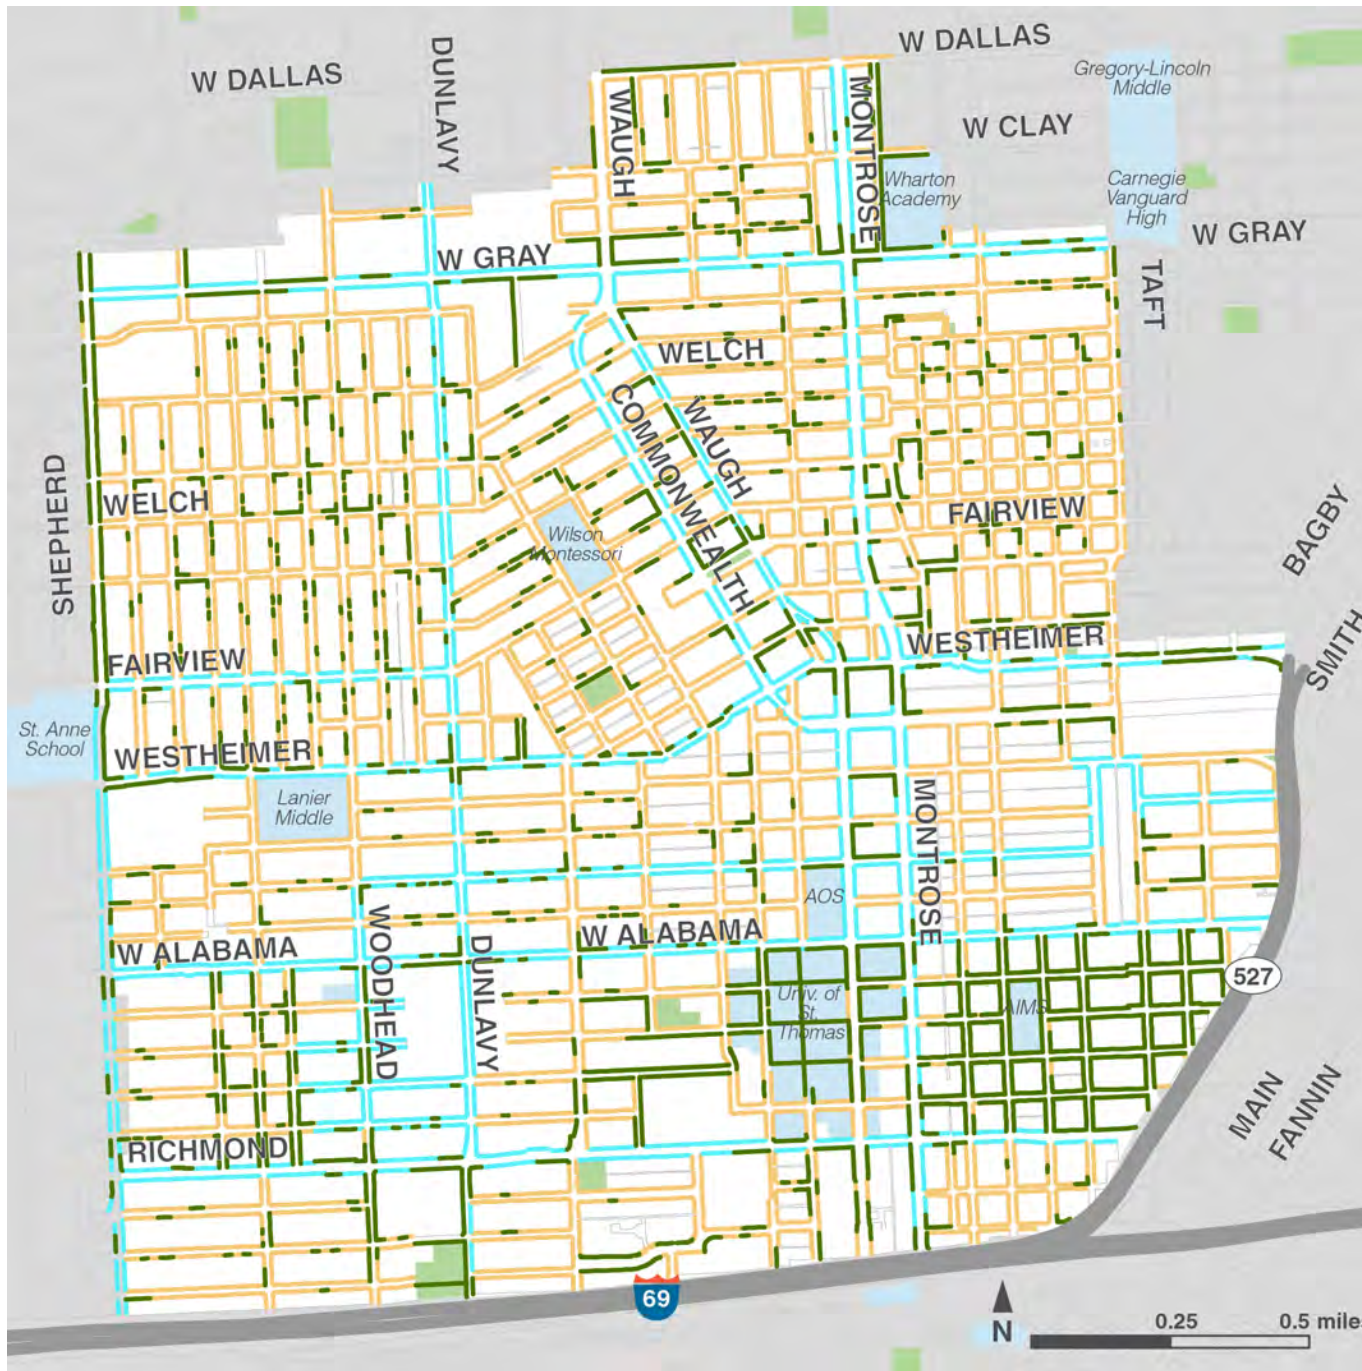 W DALLAS
W DALLAS
DUNLAVY
WAUGH
MONTROSE
Gregory-Lincoln
Middle
W CLAY
Wharton
Academy
Carnegie
Vanguard
High
W GRAY
W GRAY
TAFT
WELCH
COMMONWEALTH
WAUGH
SHEPHERD
WELCH
FAIRVIEW
BAGBY
Wilson
Montessori
SMITH
FAIRVIEW
WESTHEIMER
St. Anne
School
WESTHEIMER
Lanier
Middle
MONTROSE
AOS
WOODHEAD
DUNLAVY
W ALABAMA
W ALABAMA
527
Univ. of
St.
Thomas
AIMS
MAIN
FANNIN
RICHMOND
69
N
0.25
0.5 miles